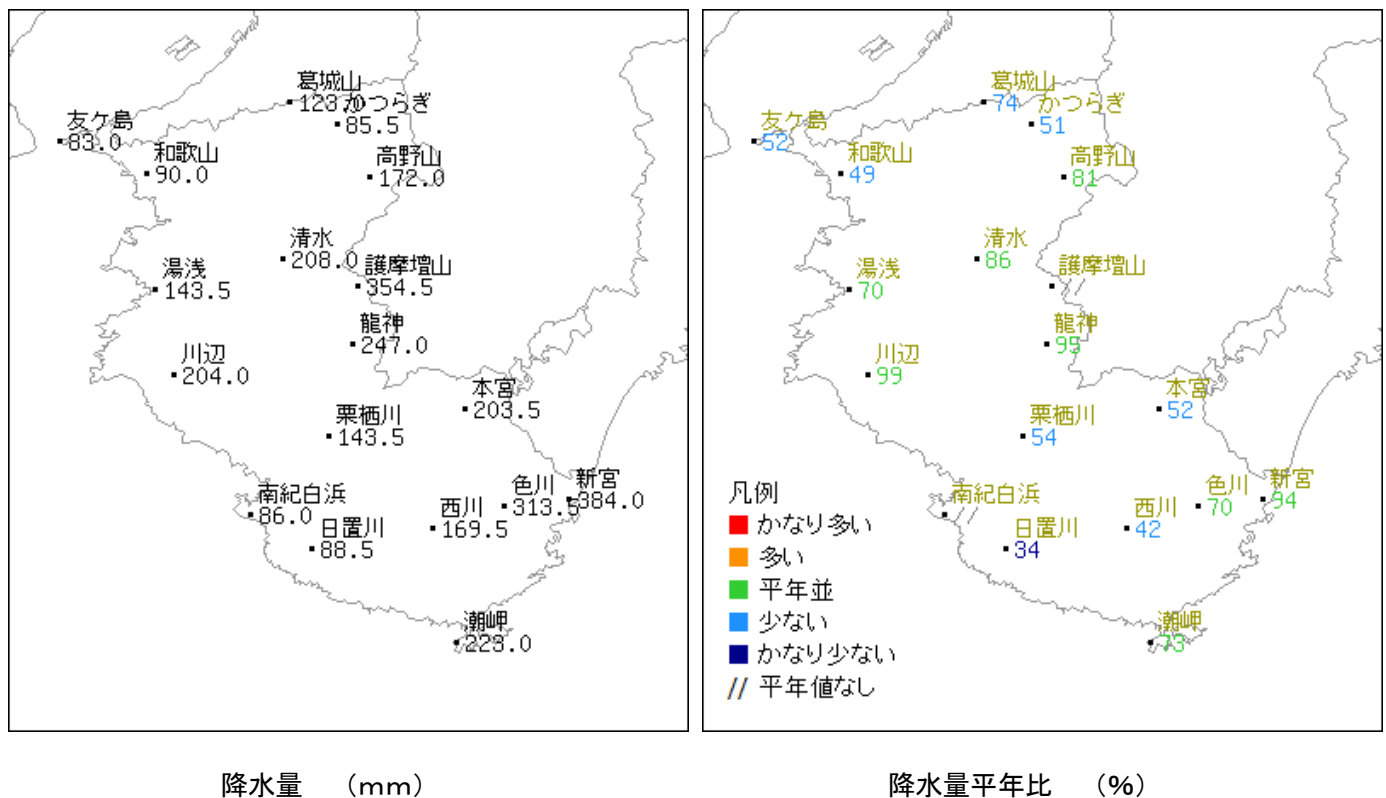 葛城山
123.0
かつらぎ
85.5
友ケ島
83.0
和歌山
90.0
高野山
172.0
清水
208.0
護摩壇山
354.5
湯浅
143.5
龍神
247.0
川辺
204.0
本宮
203.5
栗栖川
143.5
南紀白浜
86.0
日置川
88.5
西川
169.5
色川
313.5
新宮
384.0
潮岬
223.0
降水量 （mm）
葛城山
74
かつらぎ
51
友ケ島
52
和歌山
49
高野山
81
清水
86
護摩壇山
//
湯浅
70
龍神
95
川辺
99
本宮
52
栗栖川
54
南紀白浜
//
日置川
34
西川
42
色川
70
新宮
94
潮岬
73
凡例
かなり多い
多い
平年並
少ない
かなり少ない
// 平年値なし
降水量平年比 （%）